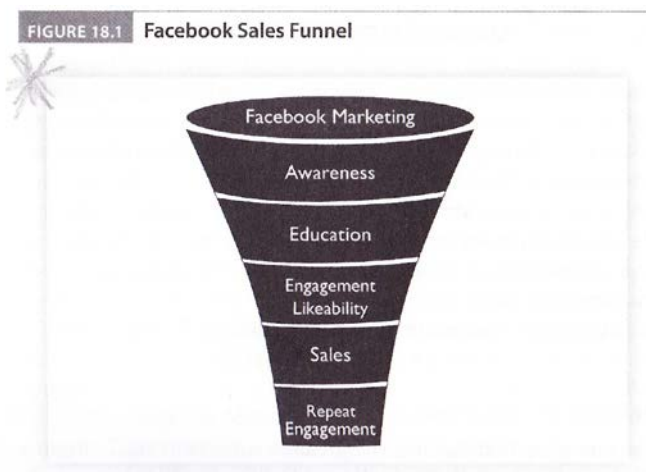 FIGURE 18.1 Facebook Sales Funnel
Facebook Marketing
Awareness
Education
Engagement
Likeability
Sales
Repeat
Engagement